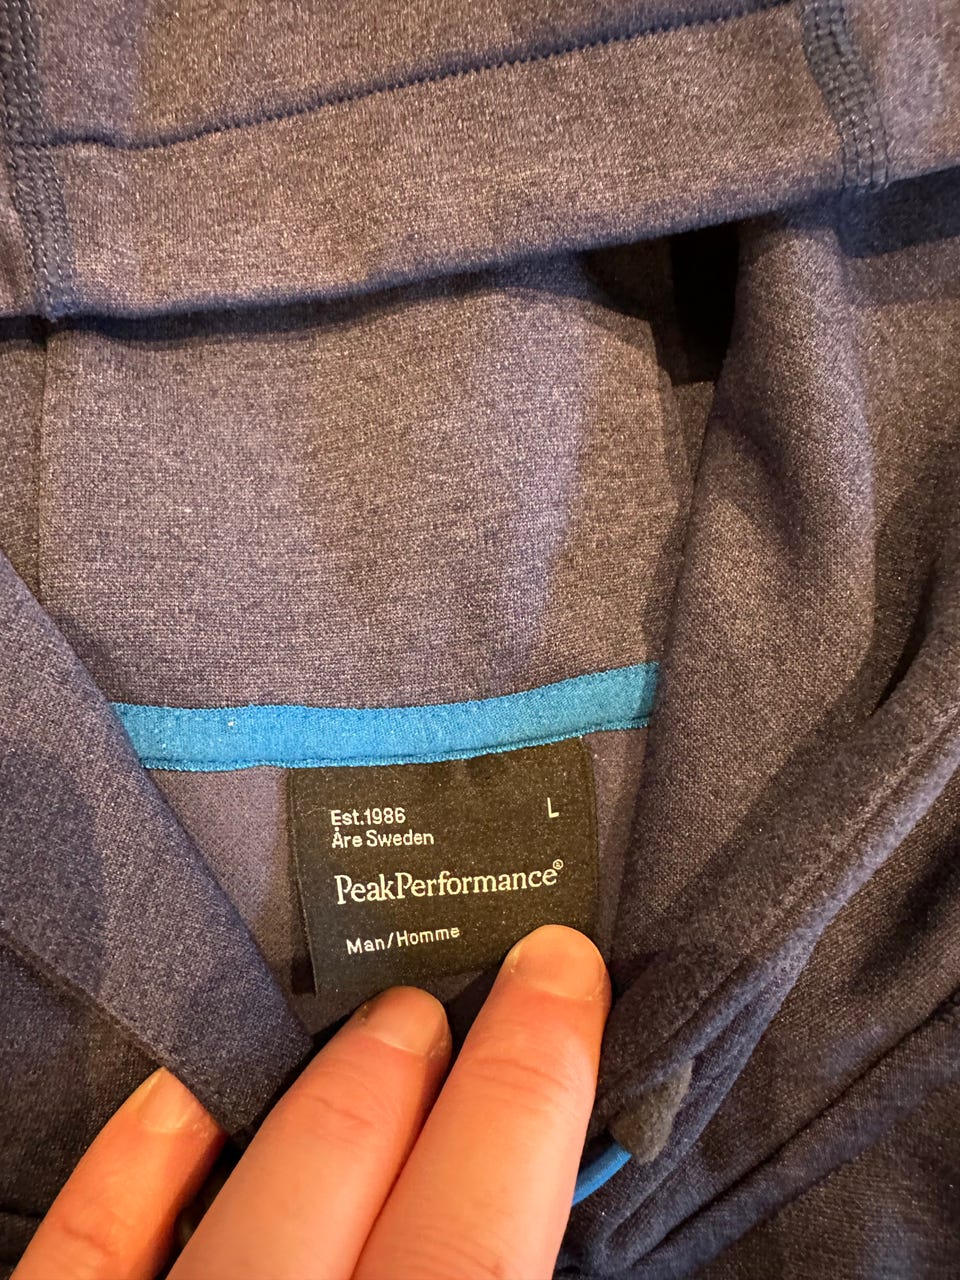 Est.1986
L
Åre Sweden
PeakPerformance®
Man/Homme